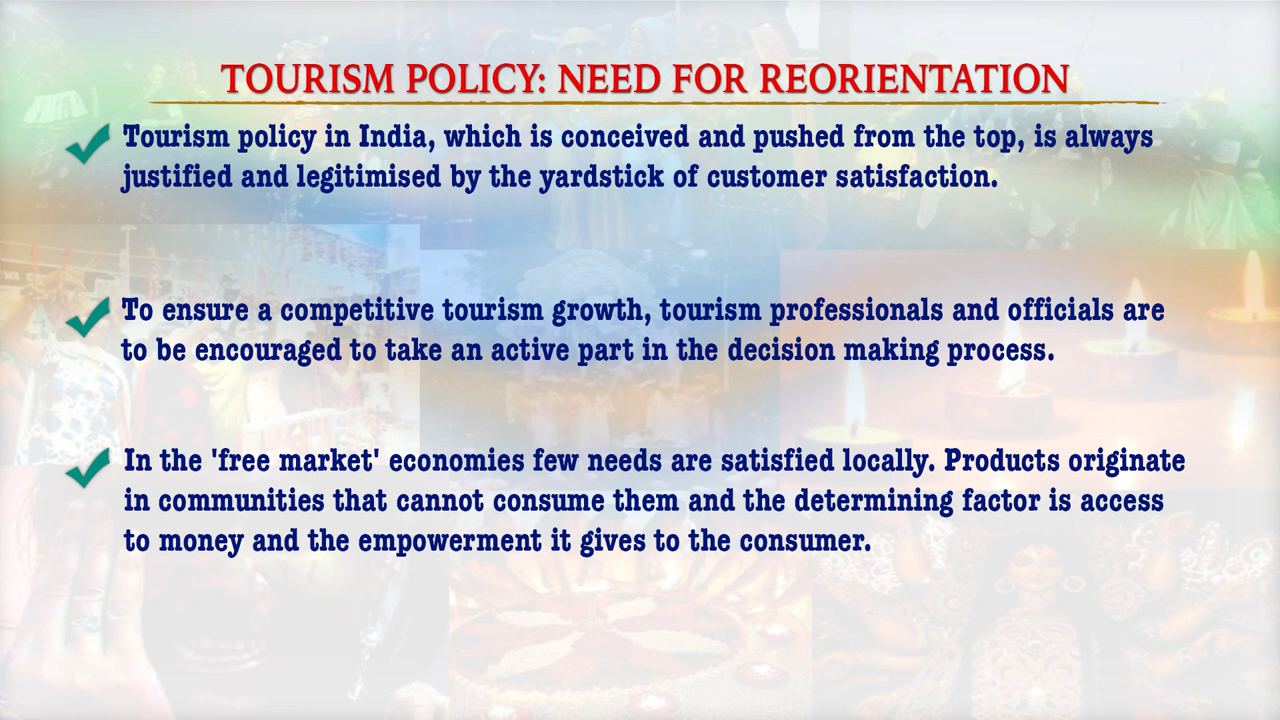 TOURISM POLICY: NEED FOR REORIENTATION
Tourism policy in India, which is conceived and pushed from the top, is always
justified and legitimised by the yardstick of customer satisfaction.
To ensure a competitive tourism growth, tourism professionals and officials are
to be encouraged to take an active part in the decision making process.
In the 'free market' economies few needs are satisfied locally. Products originate
in communities that cannot consume them and the determining factor is access
to money and the empowerment it gives to the consumer.